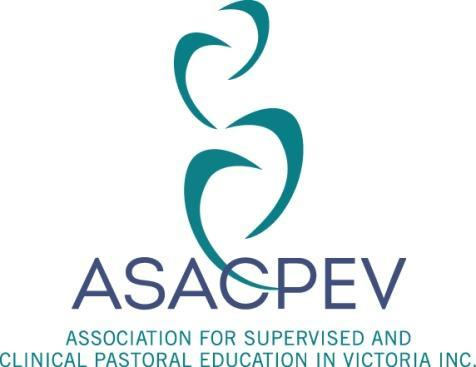 ASACPEV
ASSOCIATION FOR SUPERVISED AND
CLINICAL PASTORAL EDUCATION IN VICTORIA INC.